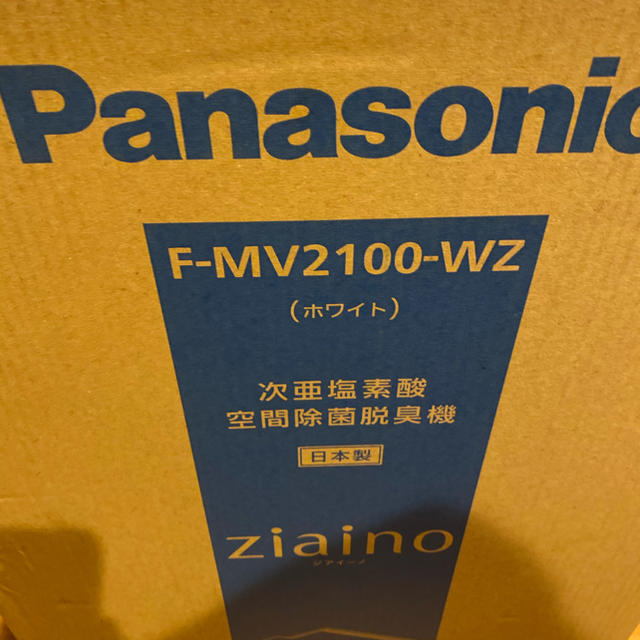 Panasonic
F-MV2100-WZ
(ホワイト)
次亜塩素酸
空間除菌脱臭機
日本製
ziaino
ジアイーノ